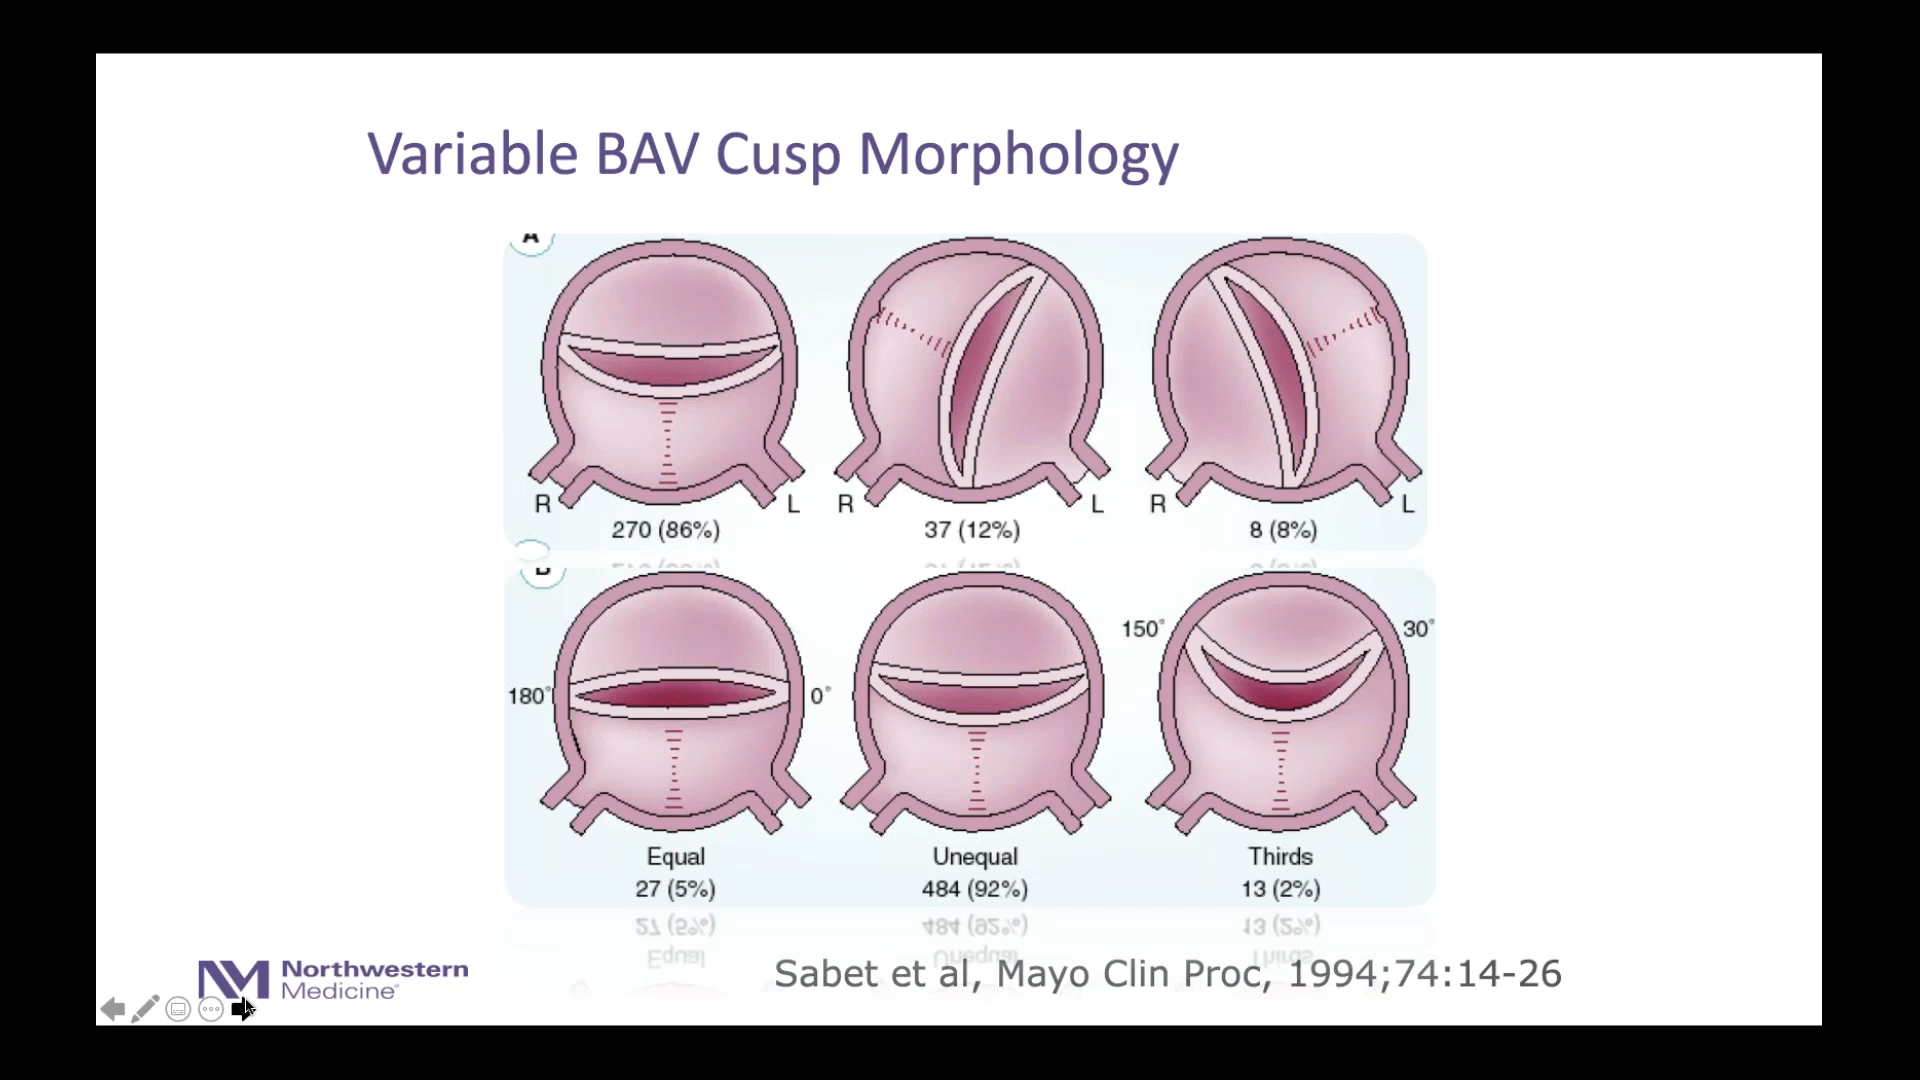 Variable BAV Cusp Morphology
A
R L R L R L
270 (86%) 37 (12%) 8 (8%)
150° 30°
180° 0°
Equal Unequal Thirds
27 (5%) 484 (92%) 13 (2%)
Northwestern
Medicine
Sabet et al, Mayo Clin Proc, 1994;74:14-26